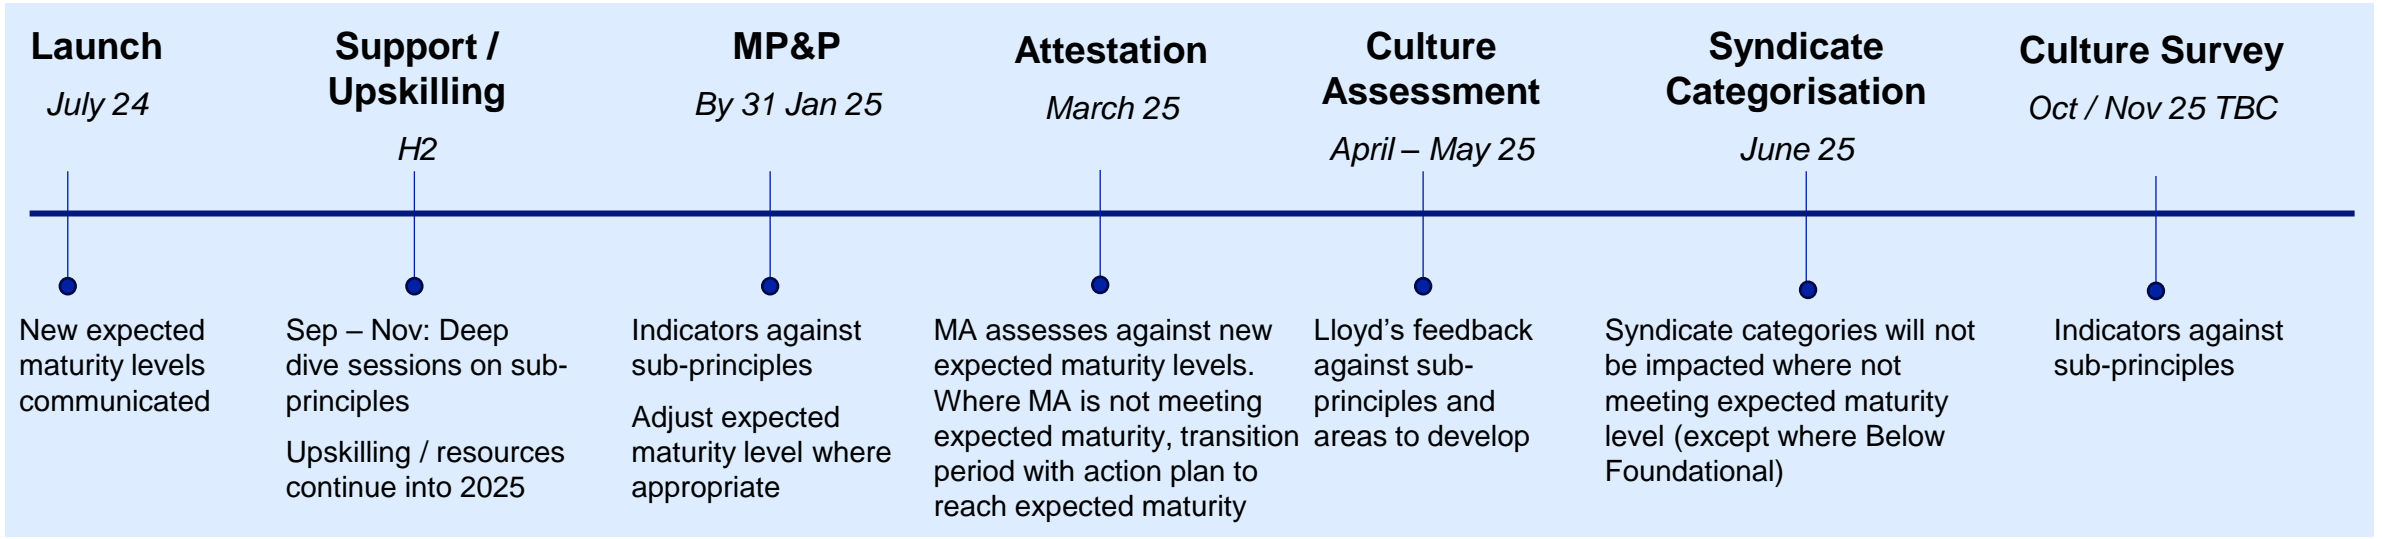 Launch
July 24
New expected
maturity levels
communicated
Support /
Upskilling
H2
Sep – Nov: Deep
dive sessions on sub-
principles
Upskilling / resources
continue into 2025
MP&P
By 31 Jan 25
Indicators against
sub-principles
Adjust expected
maturity level where
appropriate
Attestation
March 25
MA assesses against new
expected maturity levels.
Where MA is not meeting
expected maturity, transition
period with action plan to
reach expected maturity
Culture
Assessment
April – May 25
Lloyd’s feedback
against sub-
principles and
areas to develop
Syndicate
Categorisation
June 25
Syndicate categories will not
be impacted where not
meeting expected maturity
level (except where Below
Foundational)
Culture Survey
Oct / Nov 25 TBC
Indicators against
sub-principles